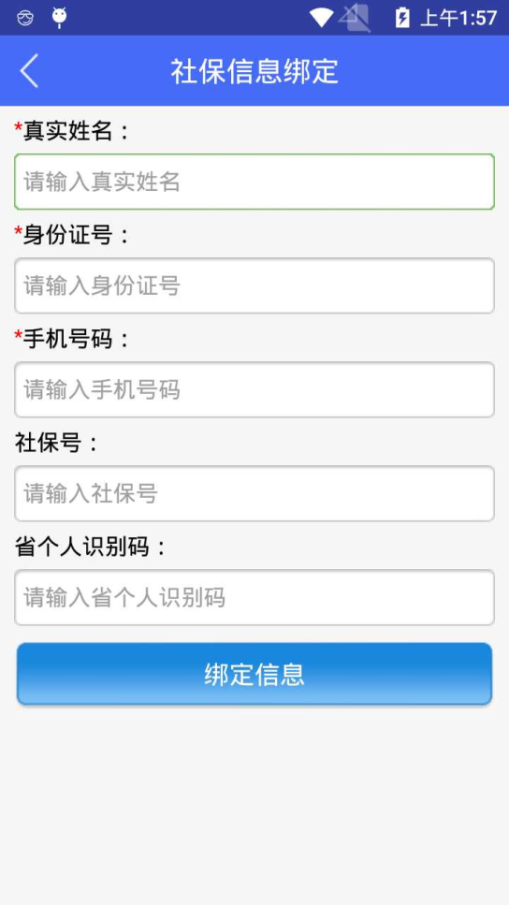 上午1:57
社保信息绑定
*真实姓名：
请输入真实姓名
*身份证号：
请输入身份证号
*手机号码：
请输入手机号码
社保号：
请输入社保号
省个人识别码：
请输入省个人识别码
绑定信息